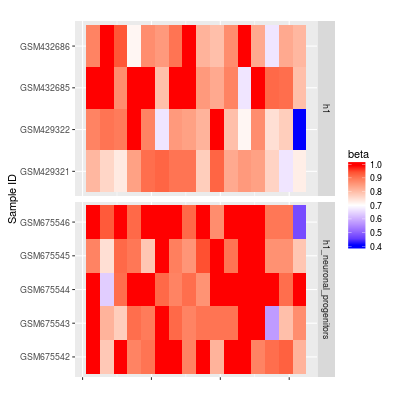 GSM432686
GSM432685
GSM429322
GSM429321
h1
GSM675546
GSM675545
GSM675544
GSM675543
GSM675542
h1_neuronal_progenitors
Sample ID
beta
1.0
0.9
0.8
0.7
0.6
0.5
0.4